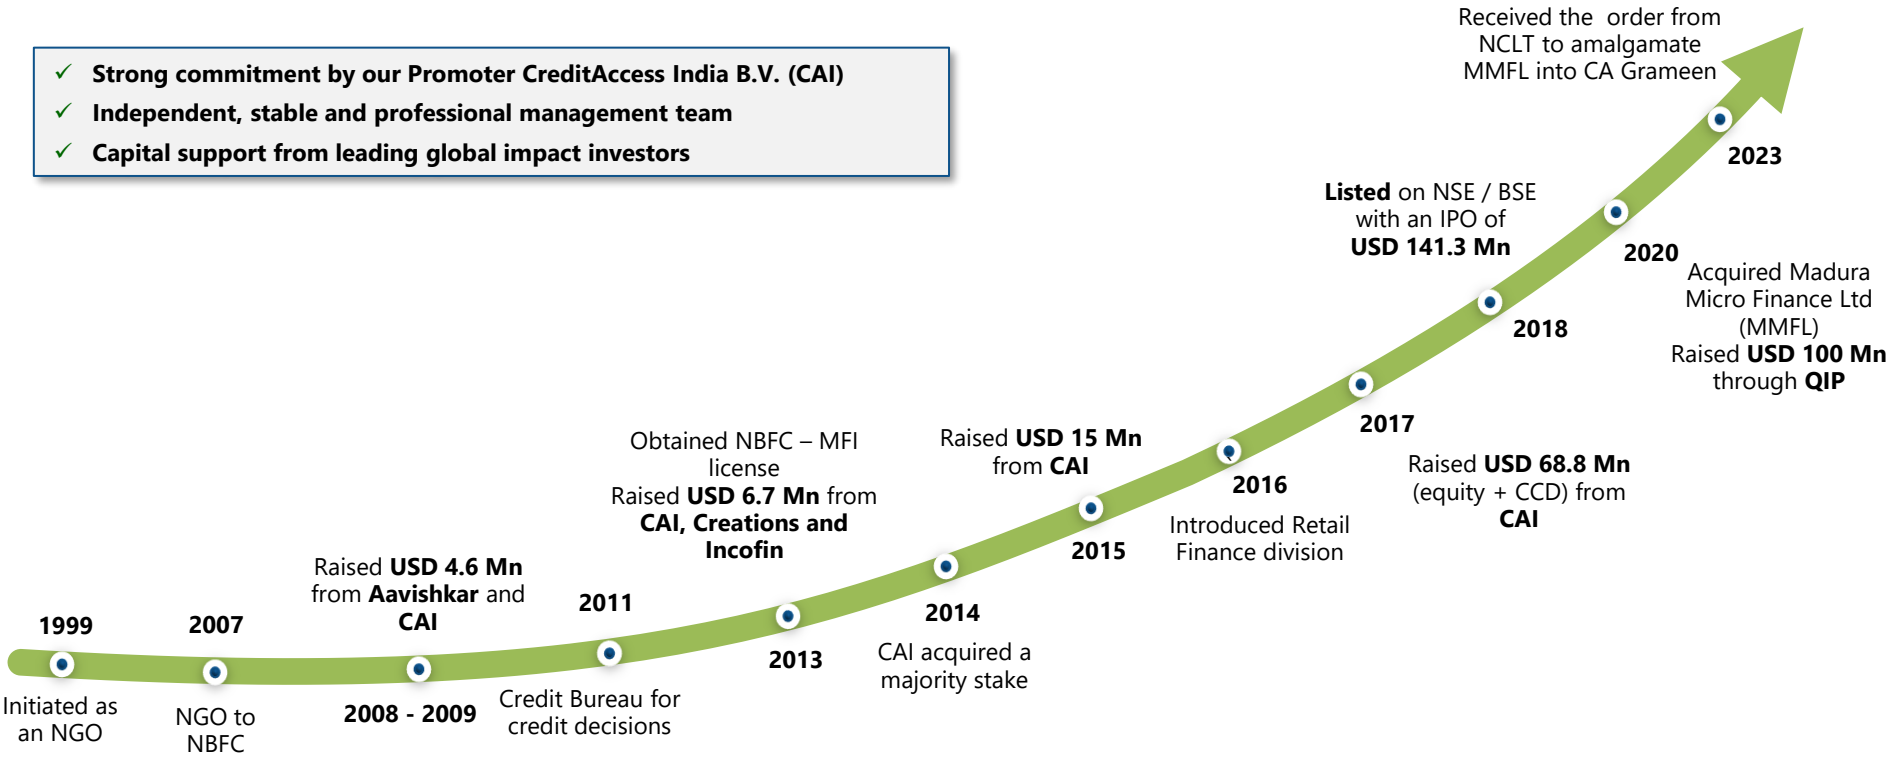 ✓ Strong commitment by our Promoter CreditAccess India B.V. (CAI)
✓ Independent, stable and professional management team
✓ Capital support from leading global impact investors
1999
Initiated as
an NGO
2007
NGO to
NBFC
Raised USD 4.6 Mn
from Aavishkar and
CAI
2008 - 2009
2011
Credit Bureau for
credit decisions
Obtained NBFC – MFI
license
Raised USD 6.7 Mn from
CAI, Creations and
Incofin
2013
2014
CAI acquired a
majority stake
Raised USD 15 Mn
from CAI
2015
2016
Introduced Retail
Finance division
2017
Raised USD 68.8 Mn
(equity + CCD) from
CAI
Listed on NSE / BSE
with an IPO of
USD 141.3 Mn
2018
2020
Acquired Madura
Micro Finance Ltd
(MMFL)
Raised USD 100 Mn
through QIP
Received the order from
NCLT to amalgamate
MMFL into CA Grameen
2023